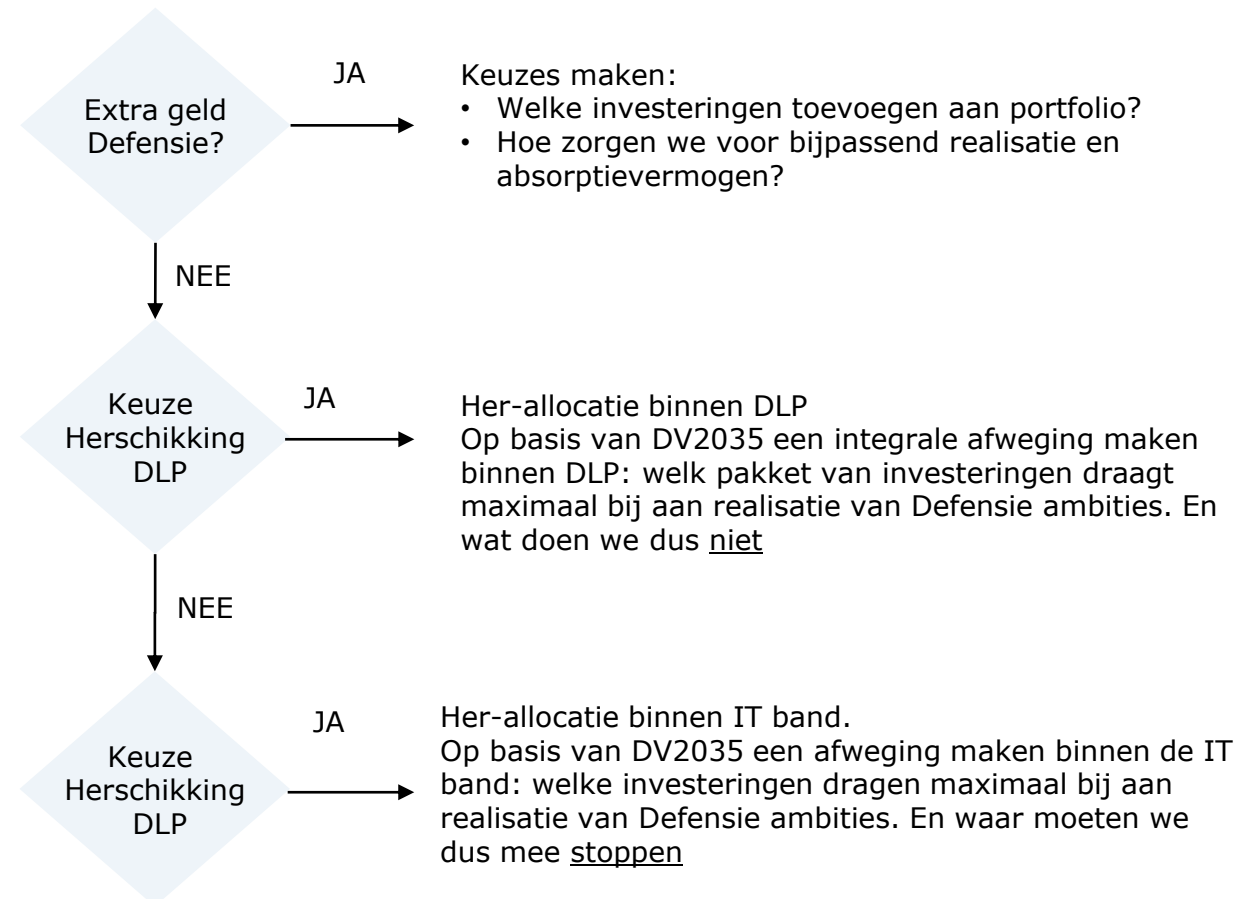 Extra geld
Defensie?
JA
Keuzes maken:
• Welke investeringen toevoegen aan portfolio?
• Hoe zorgen we voor bijpassend realisatie en
absorptievermogen?
NEE
Keuze
Herschikking
DLP
JA
Her-allocatie binnen DLP
Op basis van DV2035 een integrale afweging maken
binnen DLP: welk pakket van investeringen draagt
maximaal bij aan realisatie van Defensie ambities. En
wat doen we dus niet
NEE
Keuze
Herschikking
DLP
JA
Her-allocatie binnen IT band.
Op basis van DV2035 een afweging maken binnen de IT
band: welke investeringen dragen maximaal bij aan
realisatie van Defensie ambities. En waar moeten we
dus mee stoppen